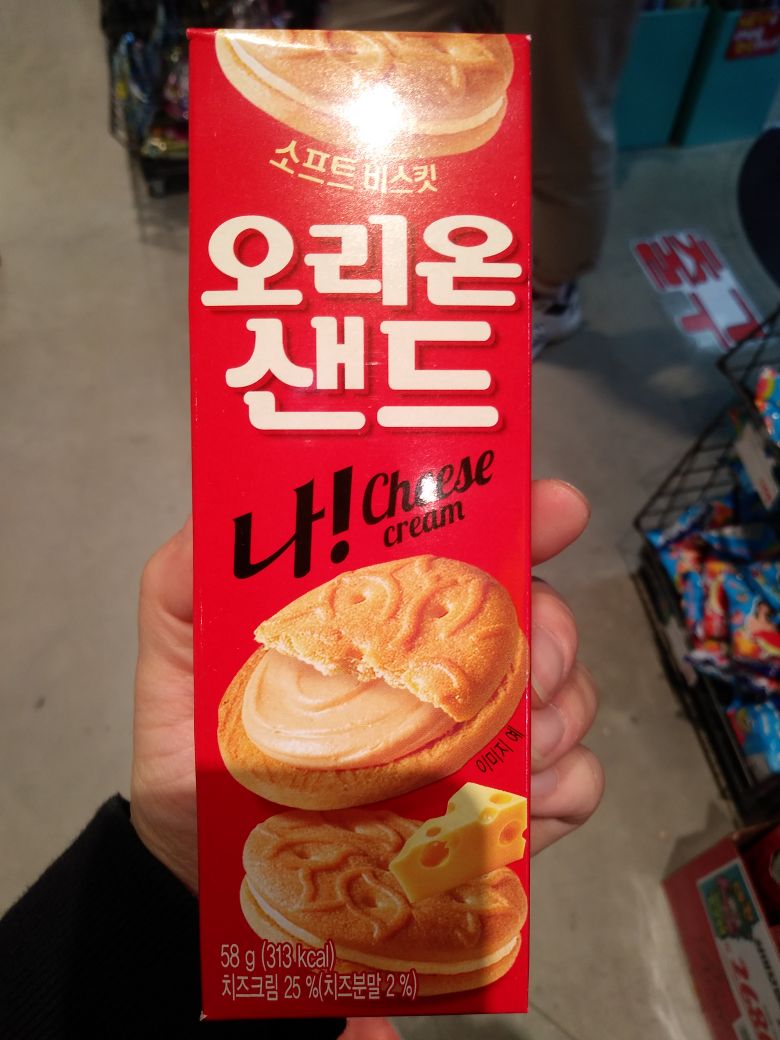 소프트 비스킷
오리온
샌드
나! Cheese
cream
이미지 예
58 g (313 kcal)
치즈크림 25 %(치즈분말 2 %)